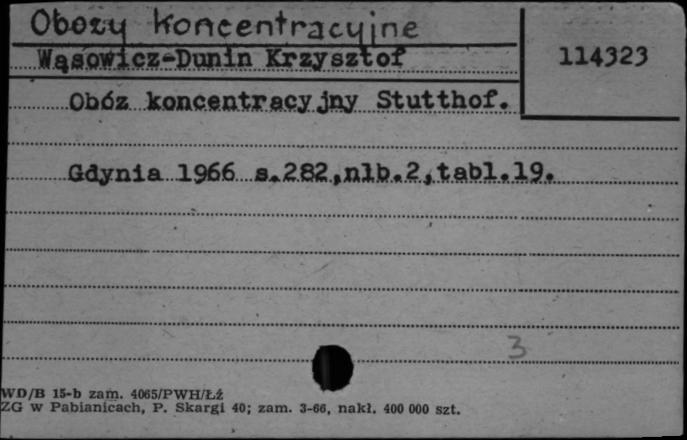 Obozy koncentracyjne
Wąsowicz-Dunin Krzysztof
114323
Obóz koncentracyjny Stutthof.
Gdynia 1966 s.282,nlb.2,tabl.19.
3
WD/B 15-b zam. 4065/PWH/Łź
ZG w Pabianicach, P. Skargi 40; zam. 3-66, nakł. 400 000 szt.